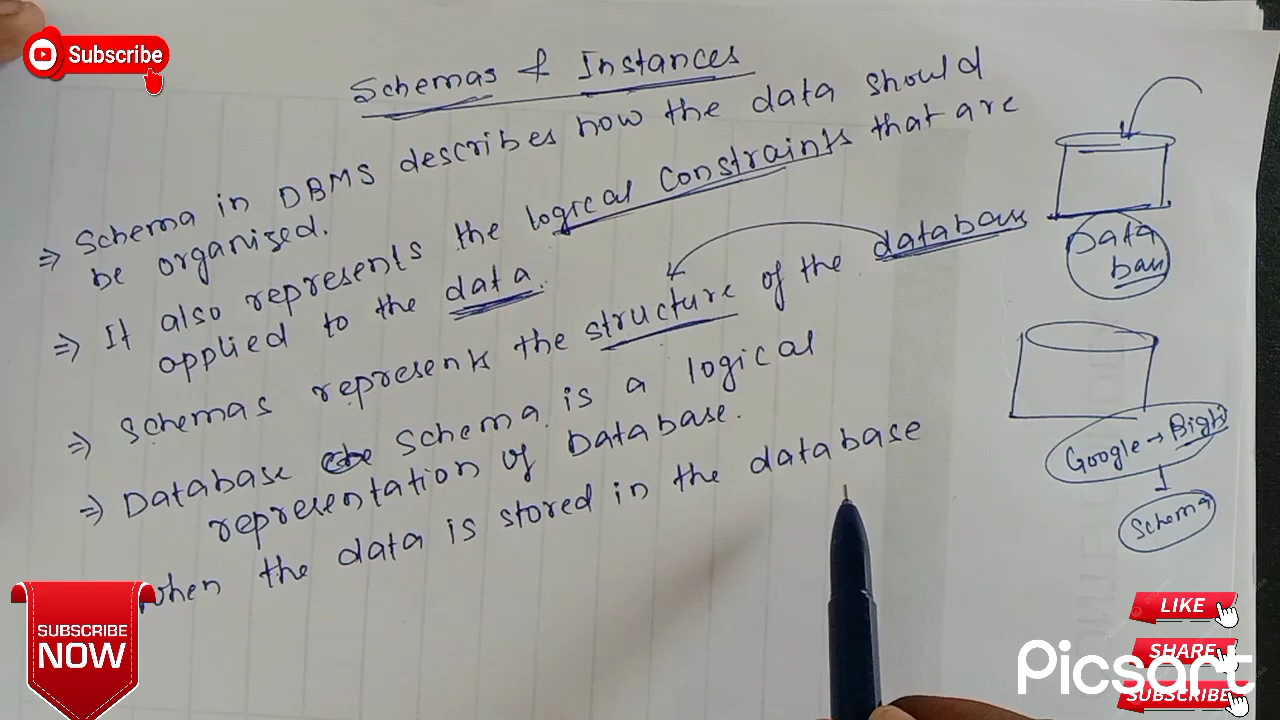 Subscribe
Schemas & Instances
⇒ Schema in DBMS describes how the data should
be organised.
⇒ It also represents the logical constraints that are
applied to the data.
⇒ Schemas represents the structure of the database
⇒ Database Schema is a logical
representation of Database.
when the data is stored in the database
Data
base
Google →
Schema
SUBSCRIBE
NOW
LIKE
SHARE
SUBSCRIBE
Picsart